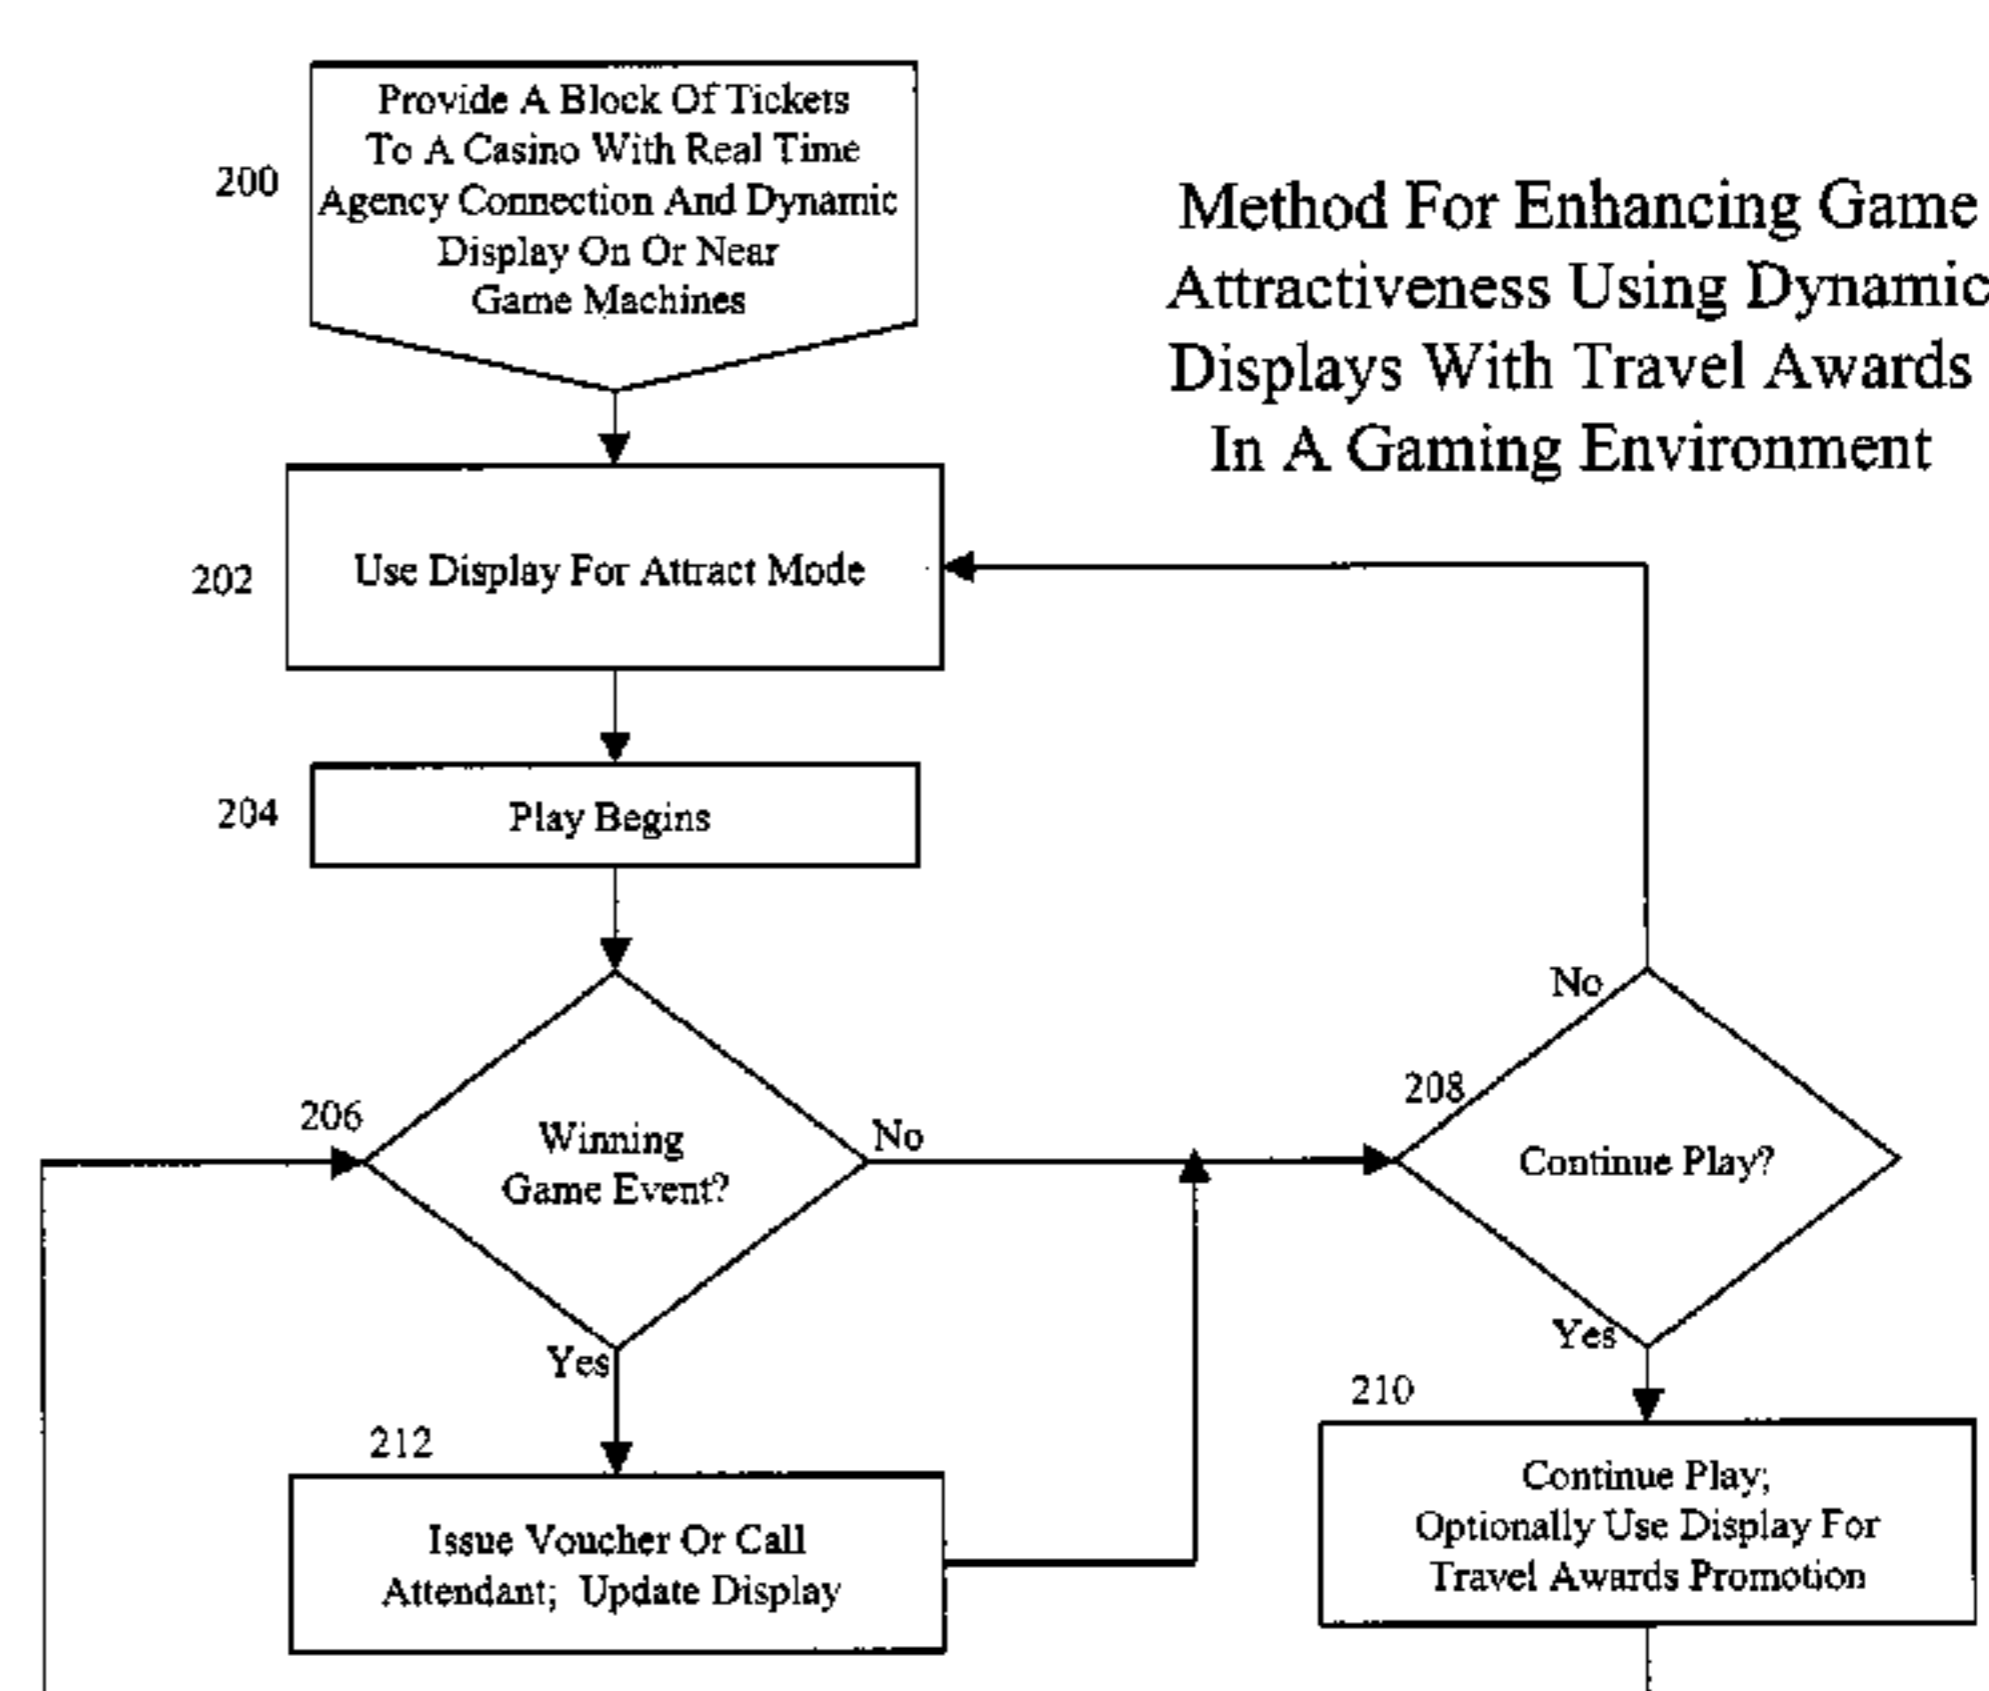 Provide A Block Of Tickets
To A Casino With Real Time
Agency Connection And Dynamic
Display On Or Near
Game Machines
200
Method For Enhancing Game
Attractiveness Using Dynamic
Displays With Travel Awards
In A Gaming Environment
202
Use Display For Attract Mode
204
Play Begins
206
Winning
Game Event?
No
Yes
No
208
Continue Play?
Yes
212
Issue Voucher Or Call
Attendant; Update Display
210
Continue Play;
Optionally Use Display For
Travel Awards Promotion